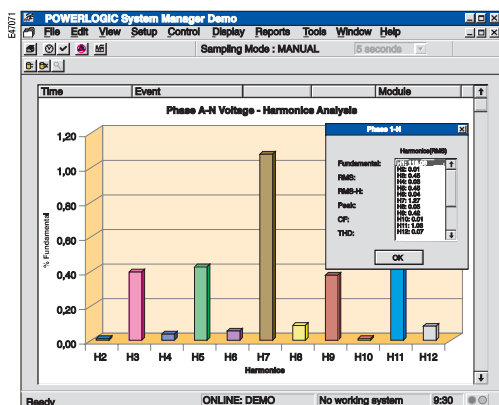 E47071
POWERLOGIC System Manager Demo
File Edit View Setup Control Display Reports Tools Window Help
Sampling Mode : MANUAL 5 seconds
Time Event Module
Phase A-N Voltage - Harmonics Analysis
% Fundamental
1,20
1,00
0,80
0,60
0,40
0,20
0,00
H2 H3 H4 H5 H6 H7 H8 H9 H10 H11 H12
Harmonics
Phase 1-N
Harmonics(RMS)
Fundamental:
RMS:
RMS-H:
Peak:
CF:
THD:
H2: 0.01
H3: 0.45
H4: 0.03
H5: 0.45
H6: 0.04
H7: 1.27
H8: 0.05
H9: 0.42
H10: 0.01
H11: 1.05
H12: 0.07
OK
Ready ONLINE: DEMO No working system 9:30